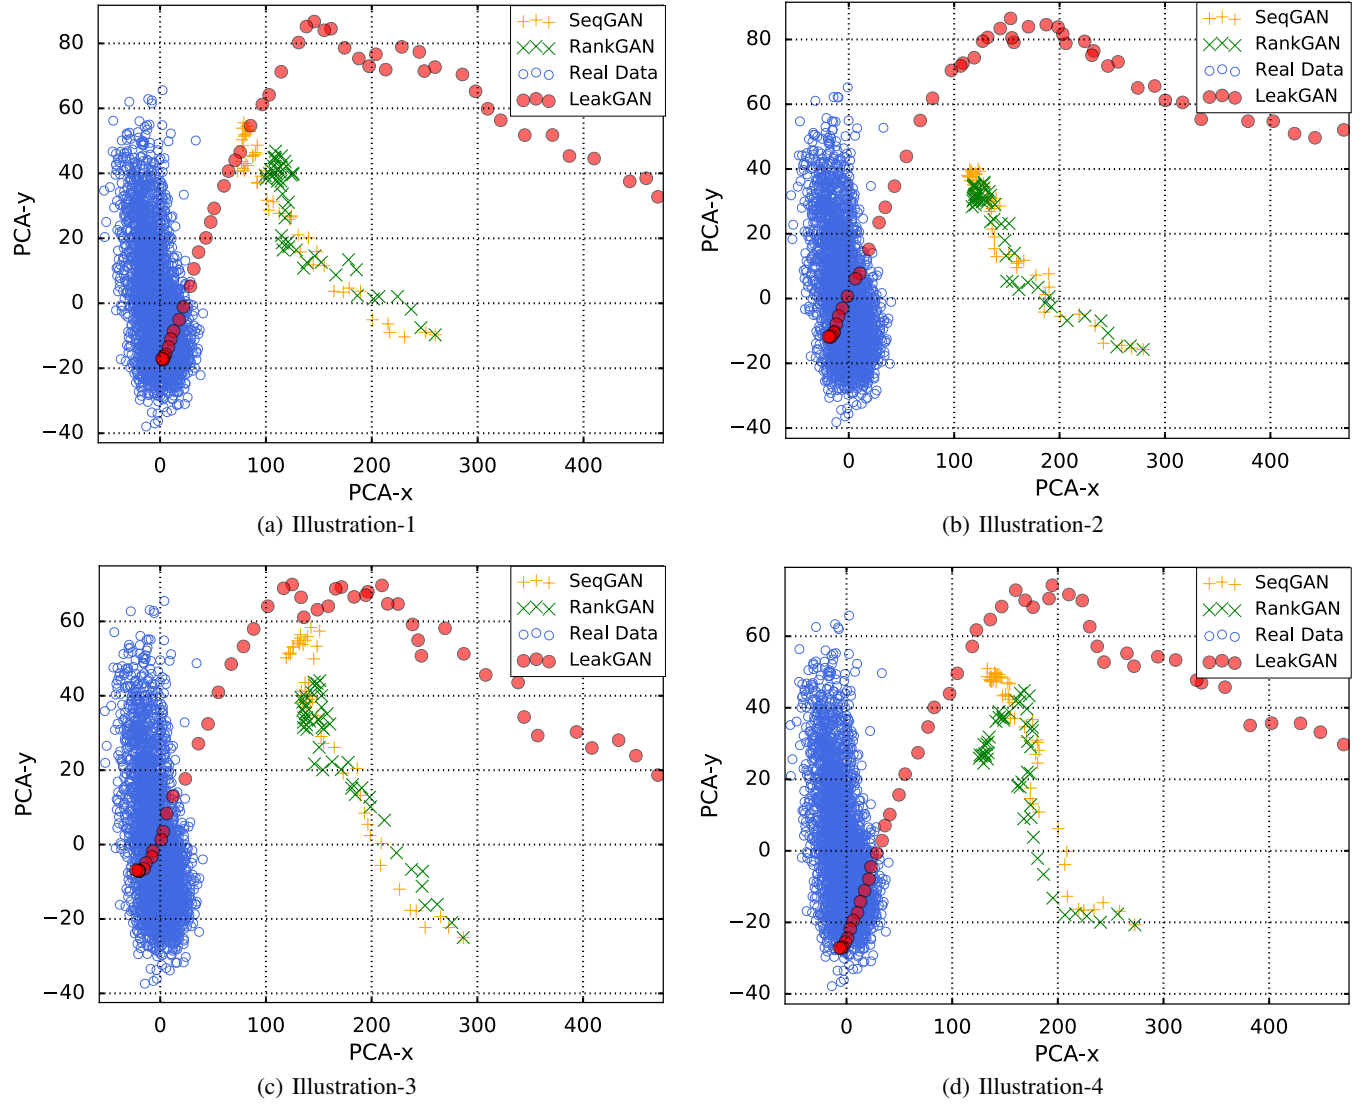 SeqGAN
RankGAN
Real Data
LeakGAN
80
60
40
20
0
−20
−40
PCA-y
0
100
200
300
400
PCA-x
(a) Illustration-1
SeqGAN
RankGAN
Real Data
LeakGAN
80
60
40
20
0
−20
−40
PCA-y
0
100
200
300
400
PCA-x
(b) Illustration-2
SeqGAN
RankGAN
Real Data
LeakGAN
60
40
20
0
−20
−40
PCA-y
0
100
200
300
400
PCA-x
(c) Illustration-3
SeqGAN
RankGAN
Real Data
LeakGAN
60
40
20
0
−20
−40
PCA-y
0
100
200
300
400
PCA-x
(d) Illustration-4